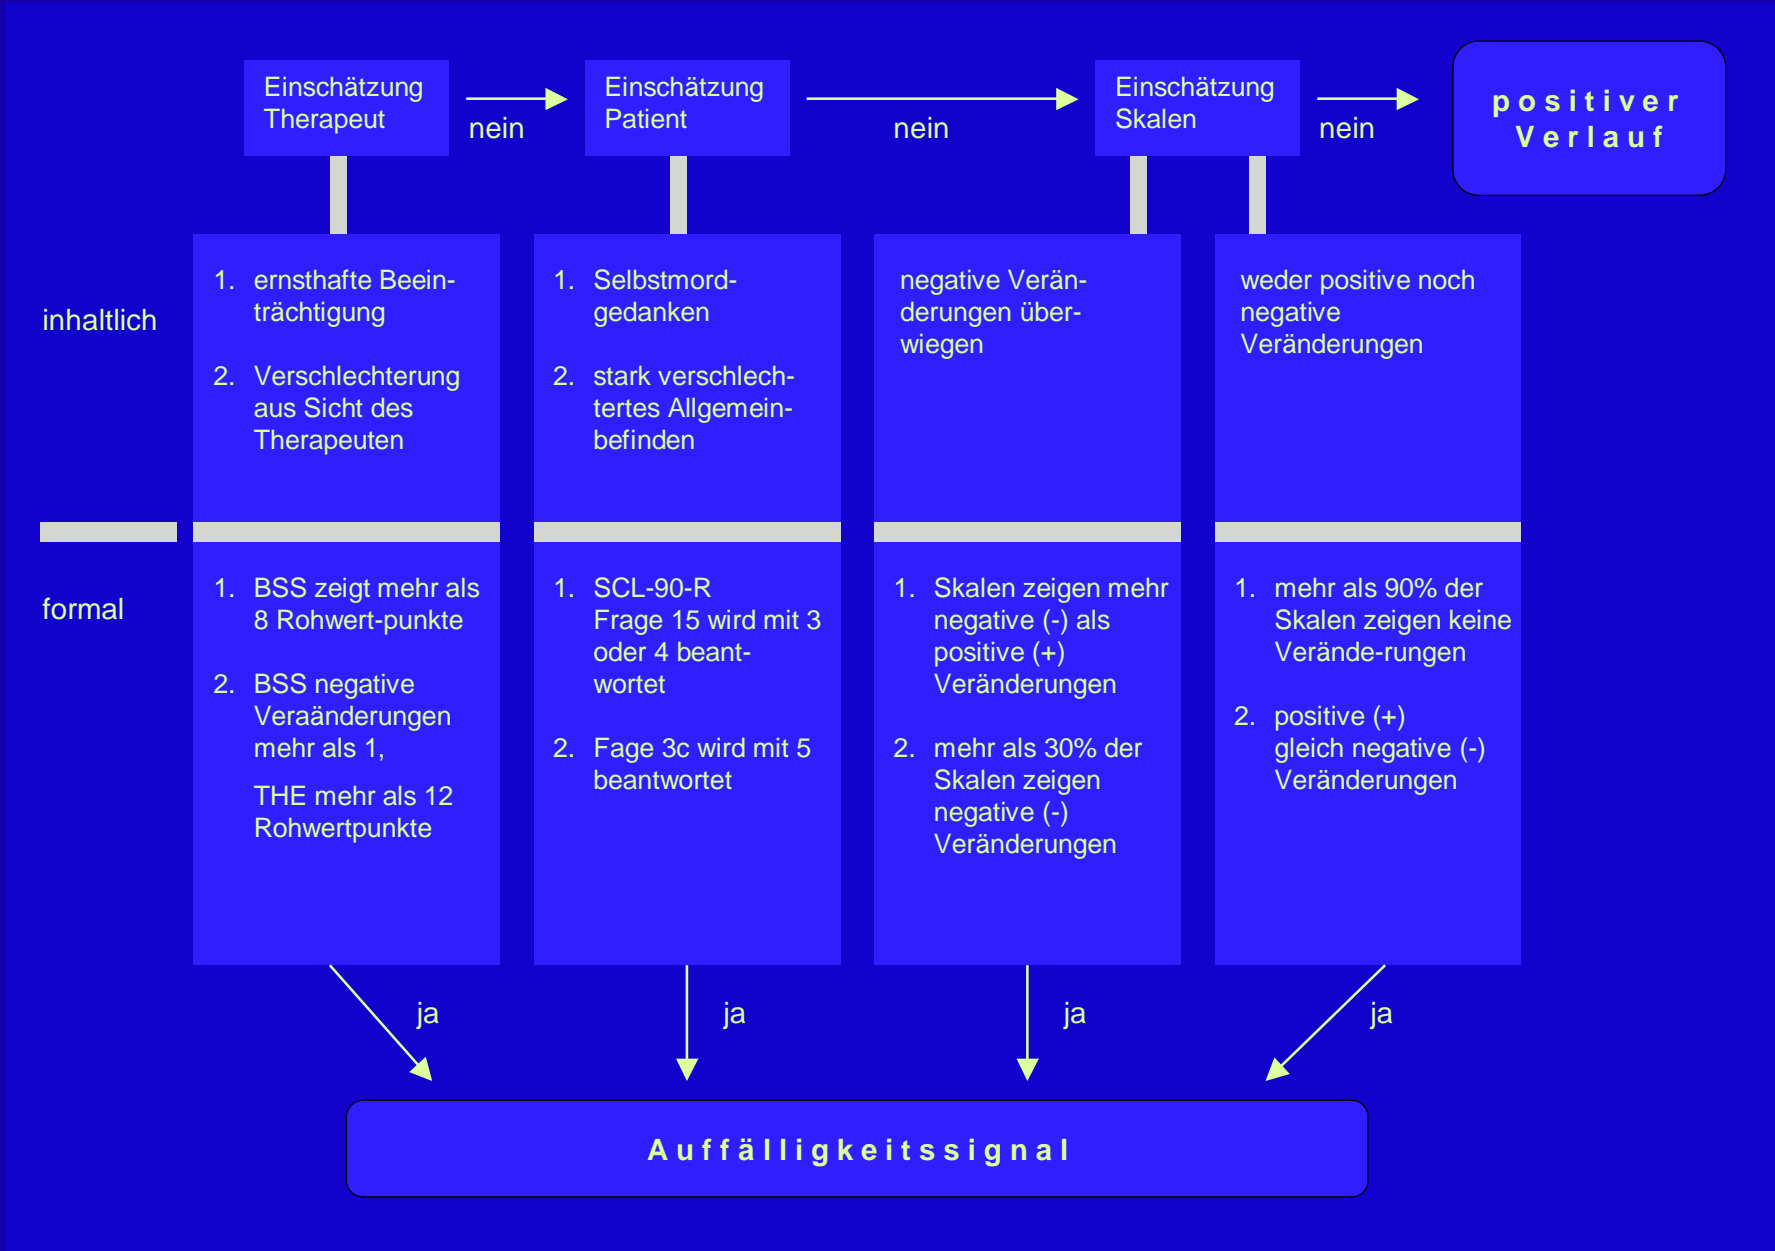 Einschätzung
Therapeut
nein
Einschätzung
Patient
nein
Einschätzung
Skalen
nein
positiver
Verlauf
inhaltlich
1. ernsthafte Beein-
trächtigung
2. Verschlechterung
aus Sicht des
Therapeuten
1. Selbstmord-
gedanken
2. stark verschlech-
tertes Allgemein-
befinden
negative Verän-
derungen über-
wiegen
weder positive noch
negative
Veränderungen
formal
1. BSS zeigt mehr als
8 Rohwert-punkte
2. BSS negative
Veraänderungen
mehr als 1,
THE mehr als 12
Rohwertpunkte
1. SCL-90-R
Frage 15 wird mit 3
oder 4 beant-
wortet
2. Fage 3c wird mit 5
beantwortet
1. Skalen zeigen mehr
negative (-) als
positive (+)
Veränderungen
2. mehr als 30% der
Skalen zeigen
negative (-)
Veränderungen
1. mehr als 90% der
Skalen zeigen keine
Verände-rungen
2. positive (+)
gleich negative (-)
Veränderungen
ja
ja
ja
ja
Auffälligkeitssignal